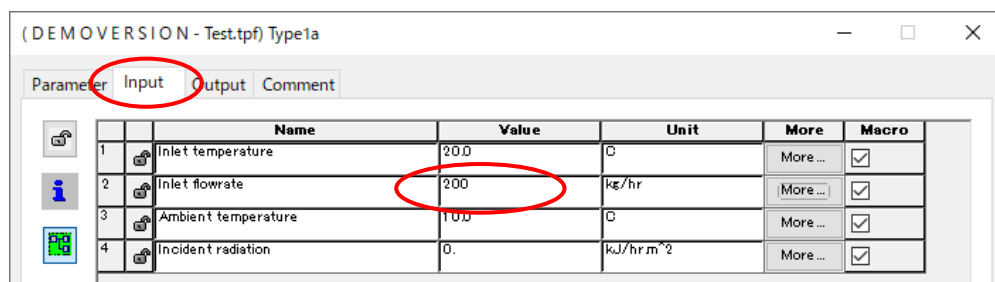 ( D E M O V E R S I O N - Test.tpf) Type1a
Parameter Input Output Comment
Name Value Unit More Macro
1 Inlet temperature 20.0 C More ...
2 Inlet flowrate 200 kg/hr More ...
3 Ambient temperature 10.0 C More ...
4 Incident radiation 0. kJ/hr.m^2 More ...